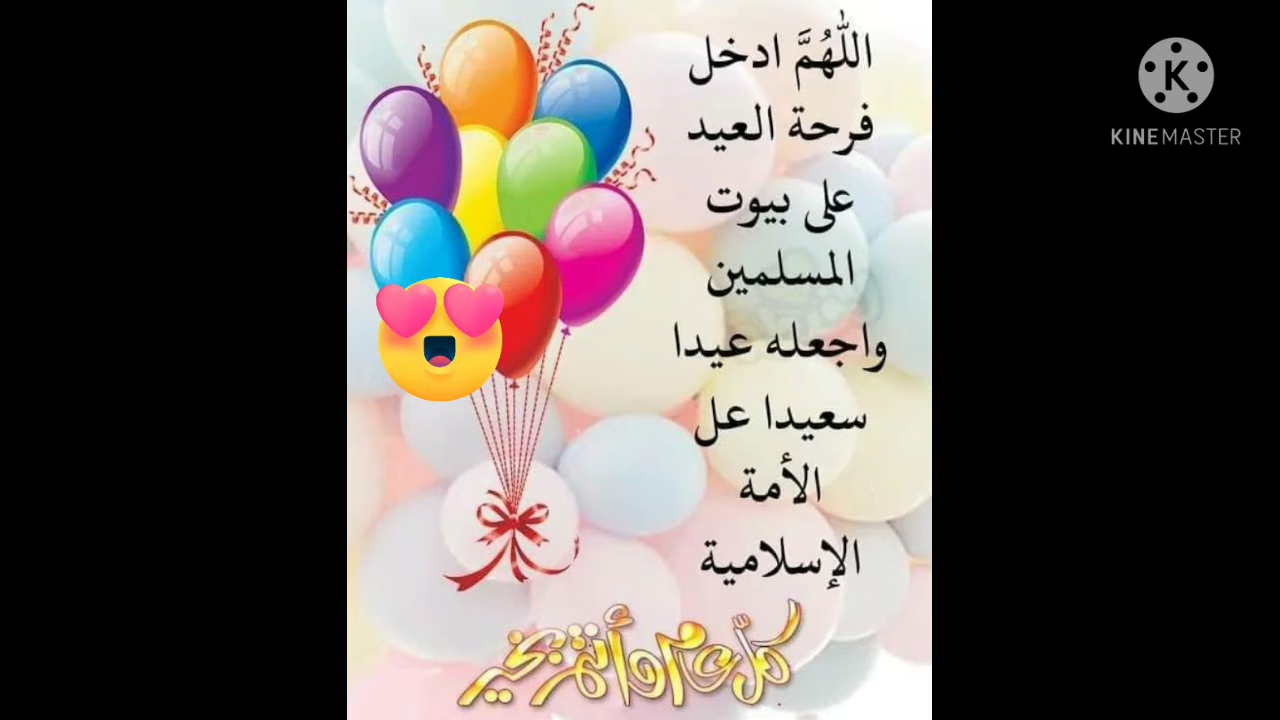 اللّٰهُمَّ ادخل
فرحة العيد
على بيوت
المسلمين
واجعله عيدا
سعيدا عل
الأمة
الإسلامية
كلّ عام وأنتم بخير
K
KINEMASTER